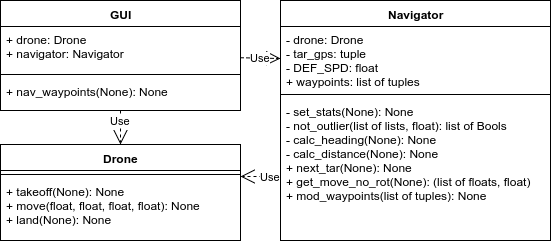 GUI
+ drone: Drone
+ navigator: Navigator
+ nav_waypoints(None): None
Use
Use
Navigator
- drone: Drone
- tar_gps: tuple
- DEF_SPD: float
+ waypoints: list of tuples
- set_stats(None): None
- not_outlier(list of lists, float): list of Bools
- calc_heading(None): None
- calc_distance(None): None
+ next_tar(None): None
+ get_move_no_rot(None): (list of floats, float)
+ mod_waypoints(list of tuples): None
Use
Drone
+ takeoff(None): None
+ move(float, float, float, float): None
+ land(None): None